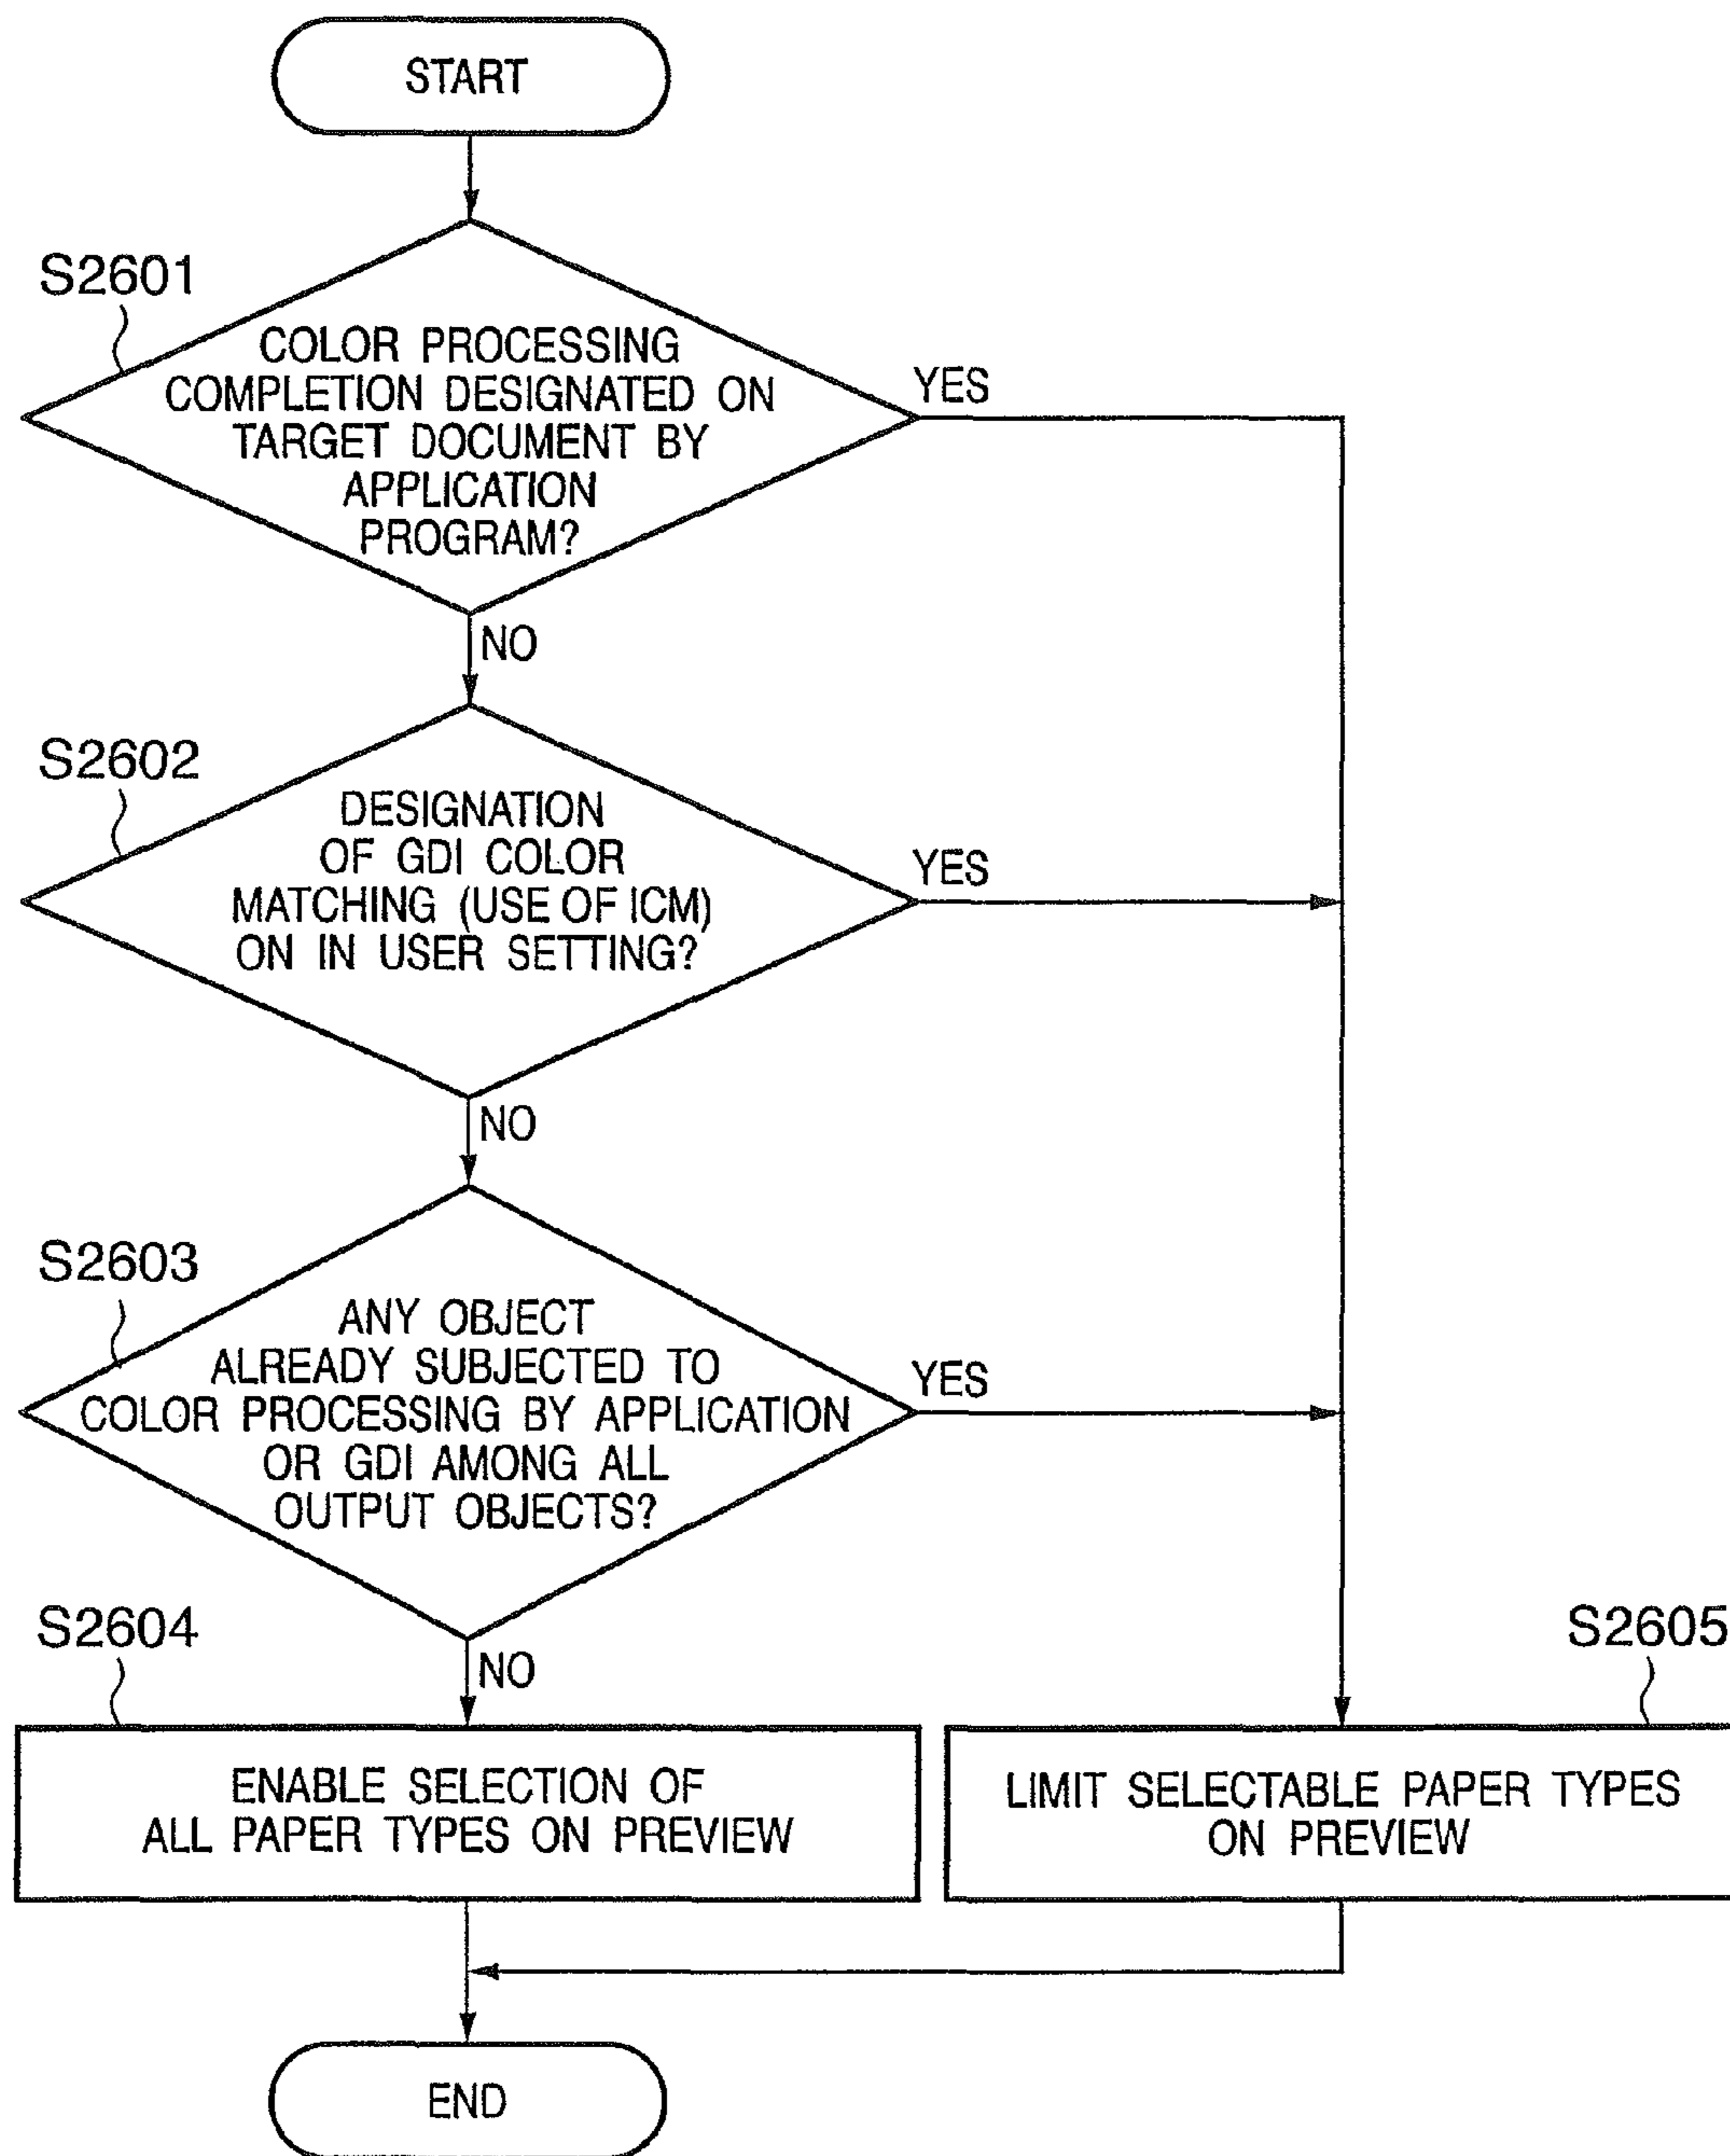 START
S2601
COLOR PROCESSING
COMPLETION DESIGNATED ON
TARGET DOCUMENT BY
APPLICATION
PROGRAM?
YES
NO
S2602
DESIGNATION
OF GDI COLOR
MATCHING (USE OF ICM)
ON IN USER SETTING?
YES
NO
S2603
ANY OBJECT
ALREADY SUBJECTED TO
COLOR PROCESSING BY APPLICATION
OR GDI AMONG ALL
OUTPUT OBJECTS?
YES
NO
S2604
ENABLE SELECTION OF
ALL PAPER TYPES ON PREVIEW
S2605
LIMIT SELECTABLE PAPER TYPES
ON PREVIEW
END